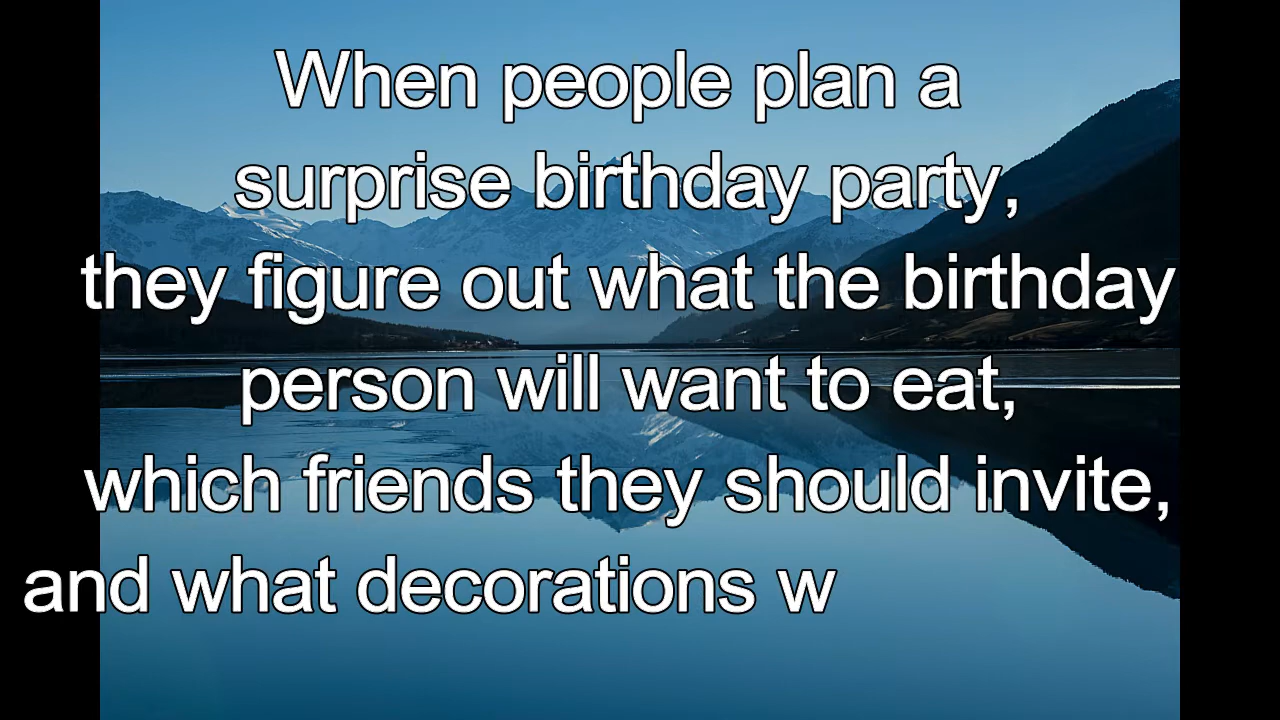 When people plan a
surprise birthday party,
they figure out what the birthday
person will want to eat,
which friends they should invite,
and what decorations w